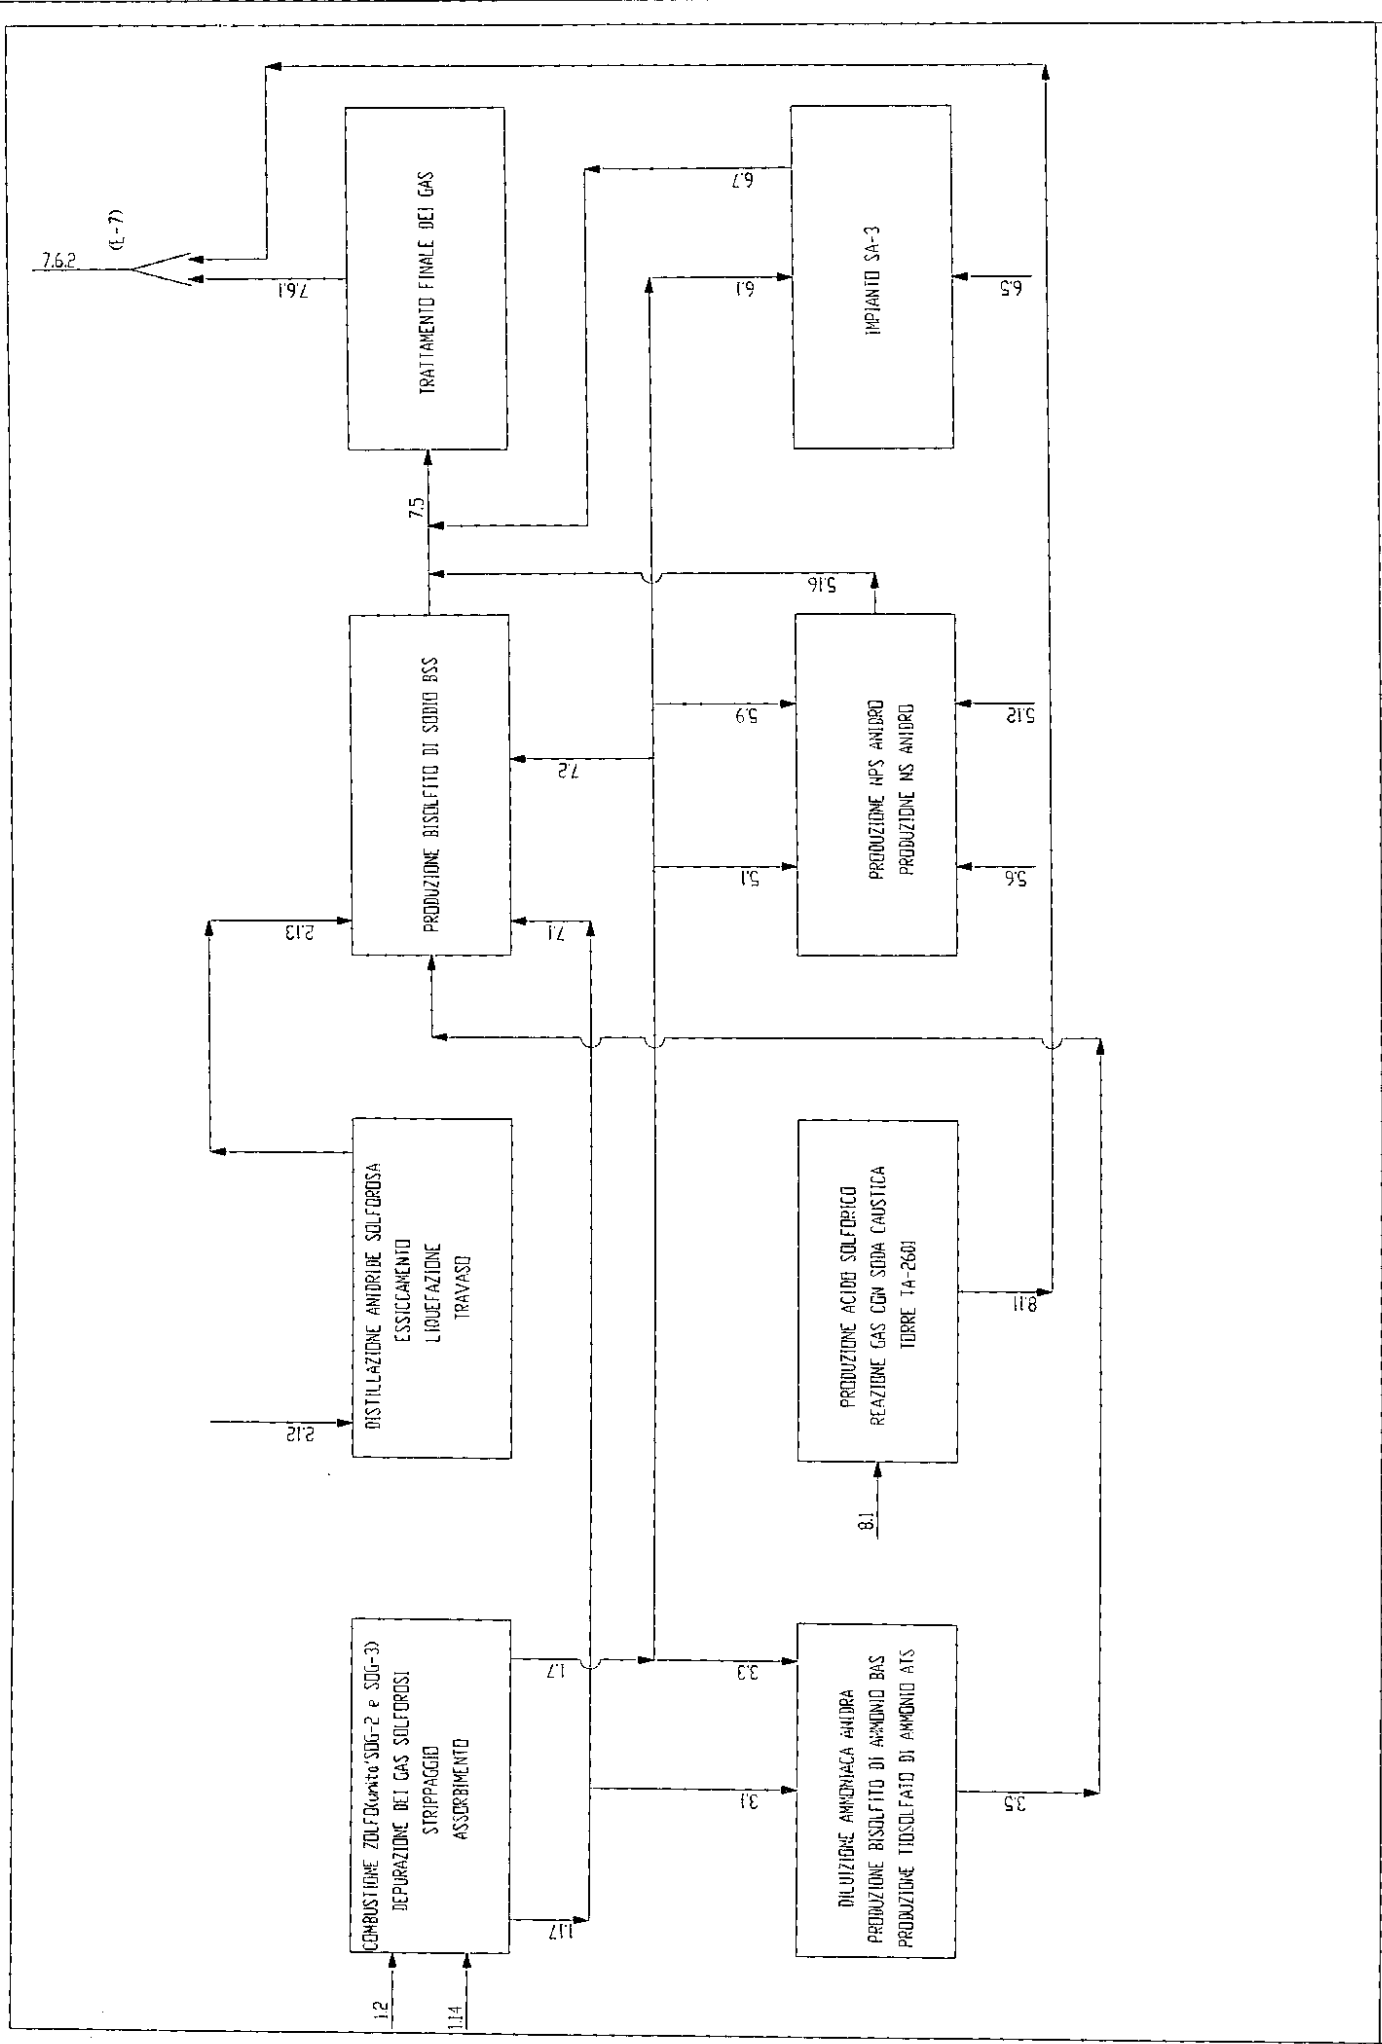 1.2
1.14
COMBUSTIONE ZOLFO(unita'SOG-2 e SOG-3)
DEPURAZIONE DEI GAS SOLFOROSI
STRIPPAGGIO
ASSORBIMENTO
1.17
1.7
2.12
DISTILLAZIONE ANIDRIDE SOLFOROSA
ESSICCAMENTO
LIQUEFAZIONE
TRAVASO
2.13
PRODUZIONE BISOLFITO DI SODIO BSS
7.1
7.2
7.5
TRATTAMENTO FINALE DEI GAS
7.6.1
7.6.2
(E-7)
3.1
3.3
DILUIZIONE AMMONIACA ANIDRA
PRODUZIONE BISOLFITO DI AMMONIO BAS
PRODUZIONE TIOSOLFATO DI AMMONIO ATS
3.5
8.1
PRODUZIONE ACIDO SOLFORICO
REAZIONE GAS CON SODA CAUSTICA
TORRE TA-2601
8.11
5.1
5.9
5.16
PRODUZIONE NPS ANIDRO
PRODUZIONE NS ANIDRO
5.6
5.12
6.1
6.7
IMPIANTO SA-3
6.5